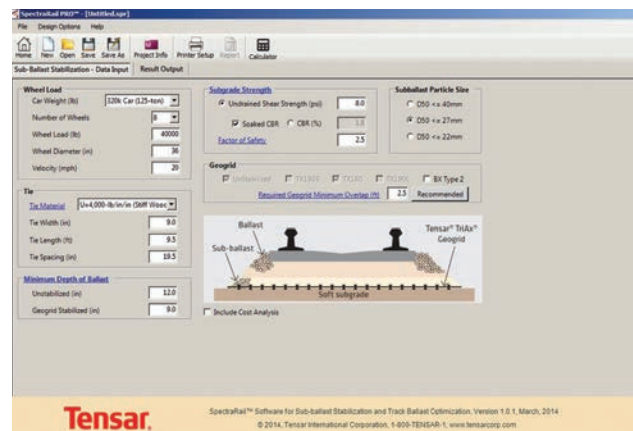 SpectraRail PRO™ - [Untitled.spr]
File Design Options Help
Home New Open Save Save As Project Info Printer Setup Report Calculator
Sub-Ballast Stabilization - Data Input Result Output
Wheel Load
Car Weight (lb) 320k Car (125-ton)
Number of Wheels 8
Wheel Load (lb) 40000
Wheel Diameter (in) 36
Velocity (mph) 20
Tie
Tie Material U=4,000-lb/in/in (Stiff Wood
Tie Width (in) 9.0
Tie Length (ft) 9.5
Tie Spacing (in) 19.5
Minimum Depth of Ballast
Unstabilized (in) 12.0
Geogrid Stabilized (in) 9.0
Subgrade Strength
Undrained Shear Strength (psi) 8.0
Soaked CBR CBR (%)
Factor of Safety 2.5
Subballast Particle Size
D50 <= 40mm
D50 <= 27mm
D50 <= 22mm
Geogrid
Unstabilized BX Type 2
Required Geogrid Minimum Overlap (ft) 2.5 Recommended
Ballast
Sub-ballast
Tensar® TriAx®
Geogrid
Soft subgrade
Include Cost Analysis
Tensar.
SpectraRail™ Software for Sub-ballast Stabilization and Track Ballast Optimization, Version 1.0.1, March, 2014
© 2014, Tensar International Corporation, 1-800-TENSAR-1, www.tensarcorp.com